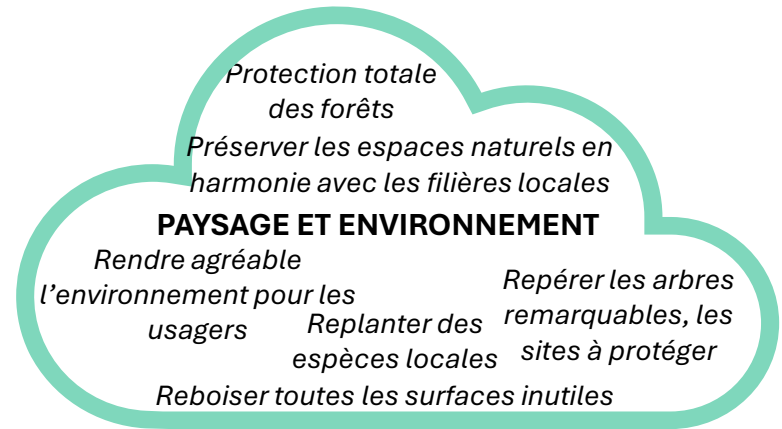 Protection totale
des forêts
Préserver les espaces naturels en
harmonie avec les filières locales
PAYSAGE ET ENVIRONNEMENT
Rendre agréable
l’environnement pour les
usagers
Replanter des
espèces locales
Repérer les arbres
remarquables, les
sites à protéger
Reboiser toutes les surfaces inutiles